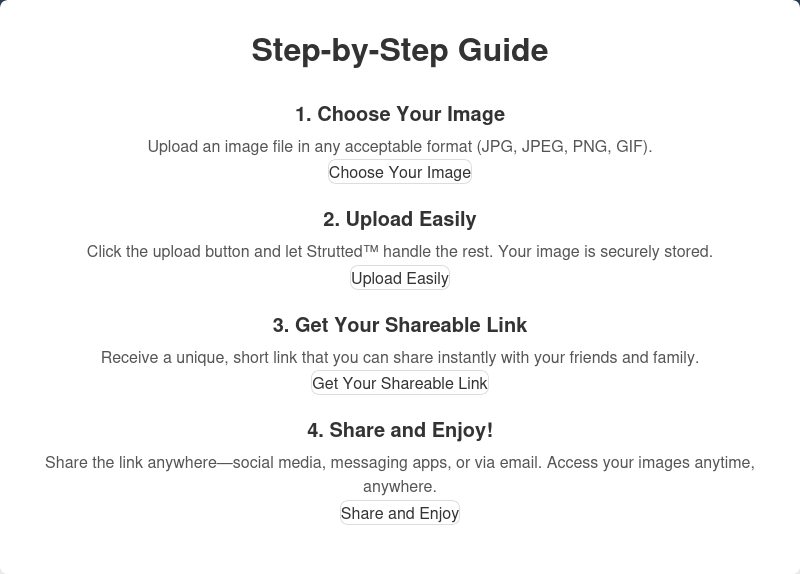 Step-by-Step Guide
1. Choose Your Image
Upload an image file in any acceptable format (JPG, JPEG, PNG, GIF).
Choose Your Image
2. Upload Easily
Click the upload button and let Strutted™ handle the rest. Your image is securely stored.
Upload Easily
3. Get Your Shareable Link
Receive a unique, short link that you can share instantly with your friends and family.
Get Your Shareable Link
4. Share and Enjoy!
Share the link anywhere—social media, messaging apps, or via email. Access your images anytime,
anywhere.
Share and Enjoy